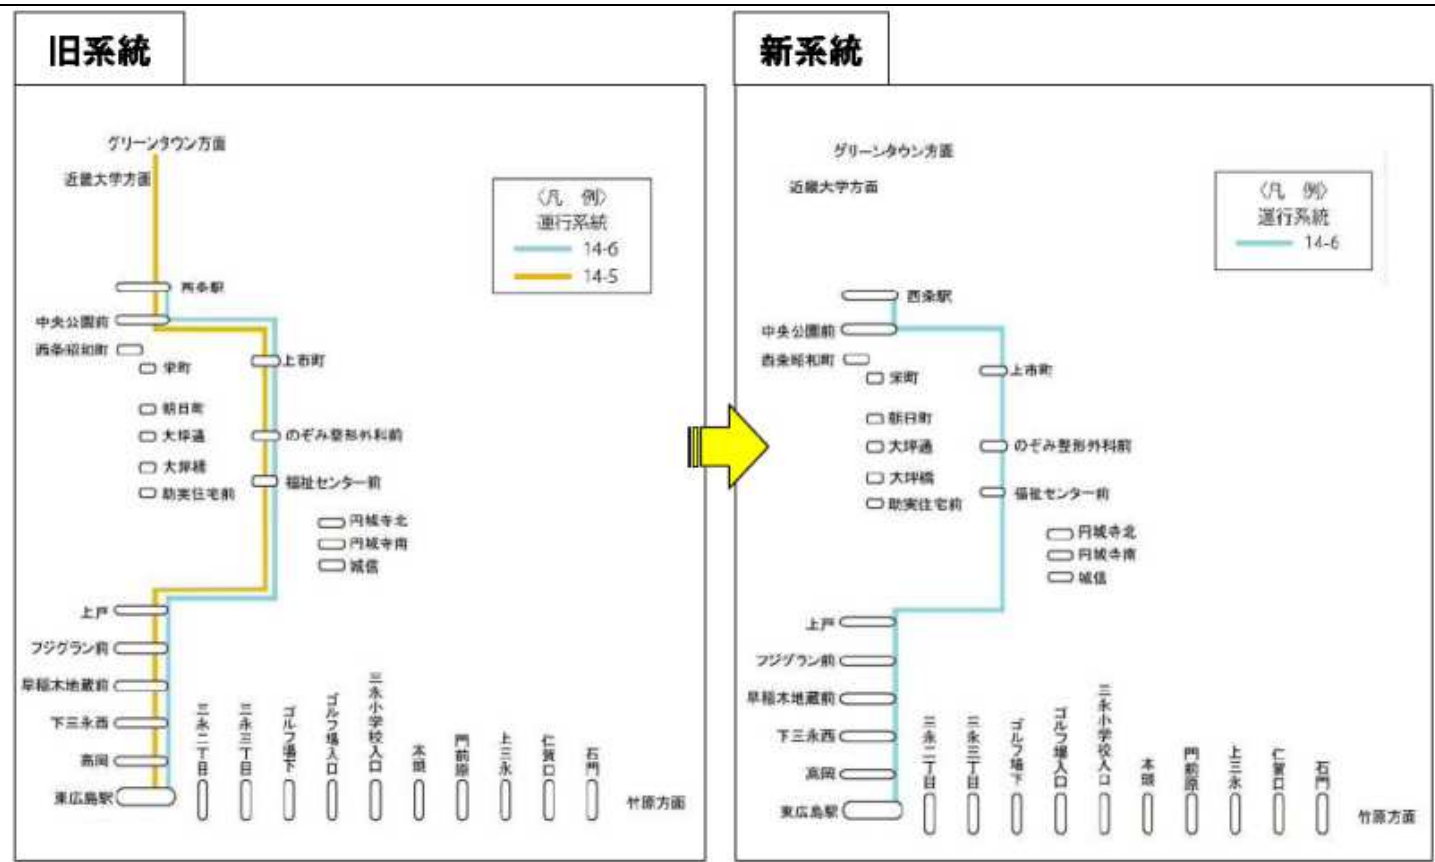 旧系統
グリーンタウン方面
近畿大学方面
〈凡 例〉
運行系統
14-6
14-5
西条駅
中央公園前
西条昭和町
栄町
上市町
朝日町
大坪通
のぞみ整形外科前
大坪橋
助実住宅前
福祉センター前
円城寺北
円城寺南
城信
上戸
フジグラン前
早稲木地蔵前
下三永西
高岡
東広島駅
三永二丁目
三永三丁目
ゴルフ場下
ゴルフ場入口
三永小学校入口
本郷
門前原
上三永
仁賀口
石門
竹原方面
新系統
グリーンタウン方面
近畿大学方面
〈凡 例〉
運行系統
14-6
西条駅
中央公園前
西条昭和町
栄町
上市町
朝日町
大坪通
のぞみ整形外科前
大坪橋
助実住宅前
福祉センター前
円城寺北
円城寺南
城信
上戸
フジグラン前
早稲木地蔵前
下三永西
高岡
東広島駅
三永二丁目
三永三丁目
ゴルフ場下
ゴルフ場入口
三永小学校入口
本郷
門前原
上三永
仁賀口
石門
竹原方面